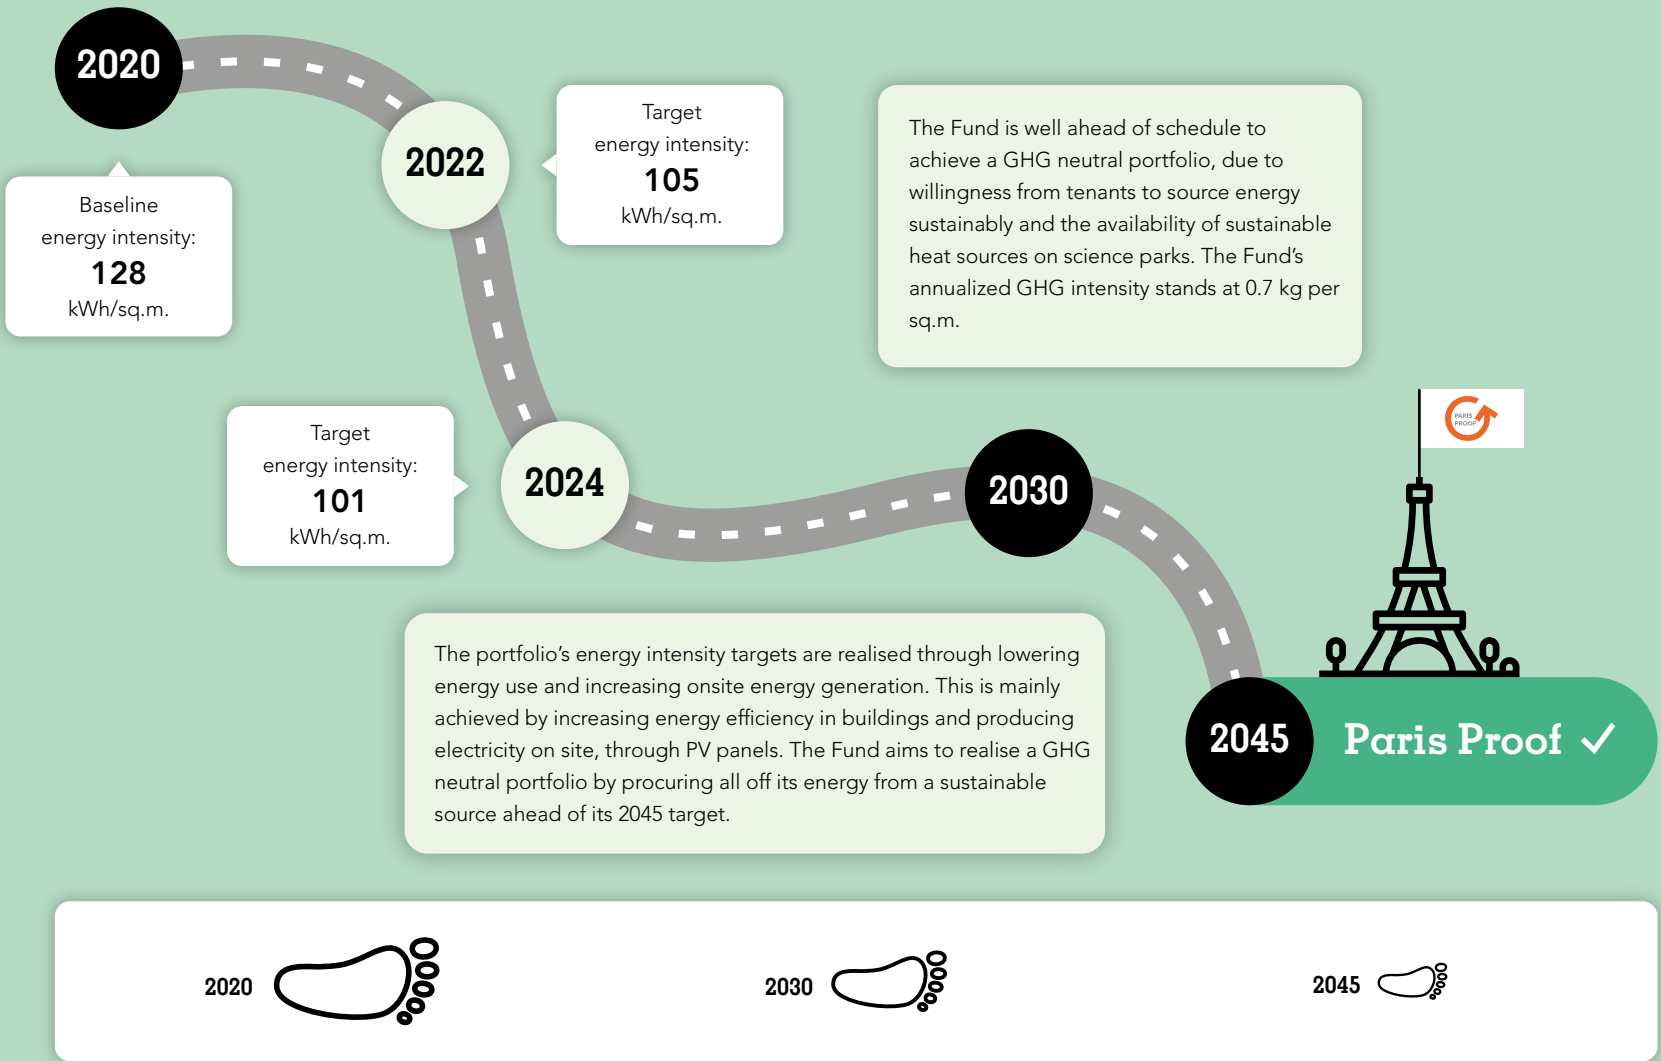 2020
Baseline
energy intensity:
128
kWh/sq.m.
2022
Target
energy intensity:
105
kWh/sq.m.
The Fund is well ahead of schedule to
achieve a GHG neutral portfolio, due to
willingness from tenants to source energy
sustainably and the availability of sustainable
heat sources on science parks. The Fund's
annualized GHG intensity stands at 0.7 kg per
sq.m.
Target
energy intensity:
101
kWh/sq.m.
2024
2030
PARIS
PROOF
The portfolio's energy intensity targets are realised through lowering
energy use and increasing onsite energy generation. This is mainly
achieved by increasing energy efficiency in buildings and producing
electricity on site, through PV panels. The Fund aims to realise a GHG
neutral portfolio by procuring all off its energy from a sustainable
source ahead of its 2045 target.
2045
Paris Proof
2020
2030
2045